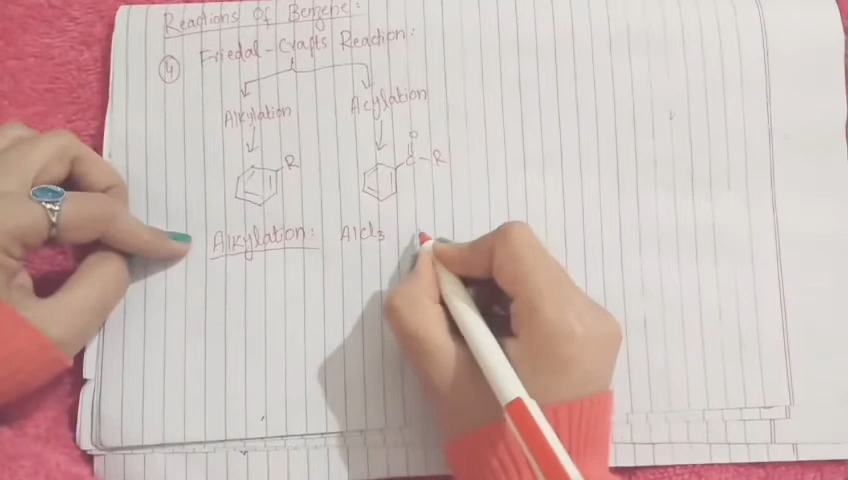 Reactions Of Benzene:
4 Friedal-Crafts Reaction:
Alkylation Acylation
R
O
C-R
Alkylation: AlCl3